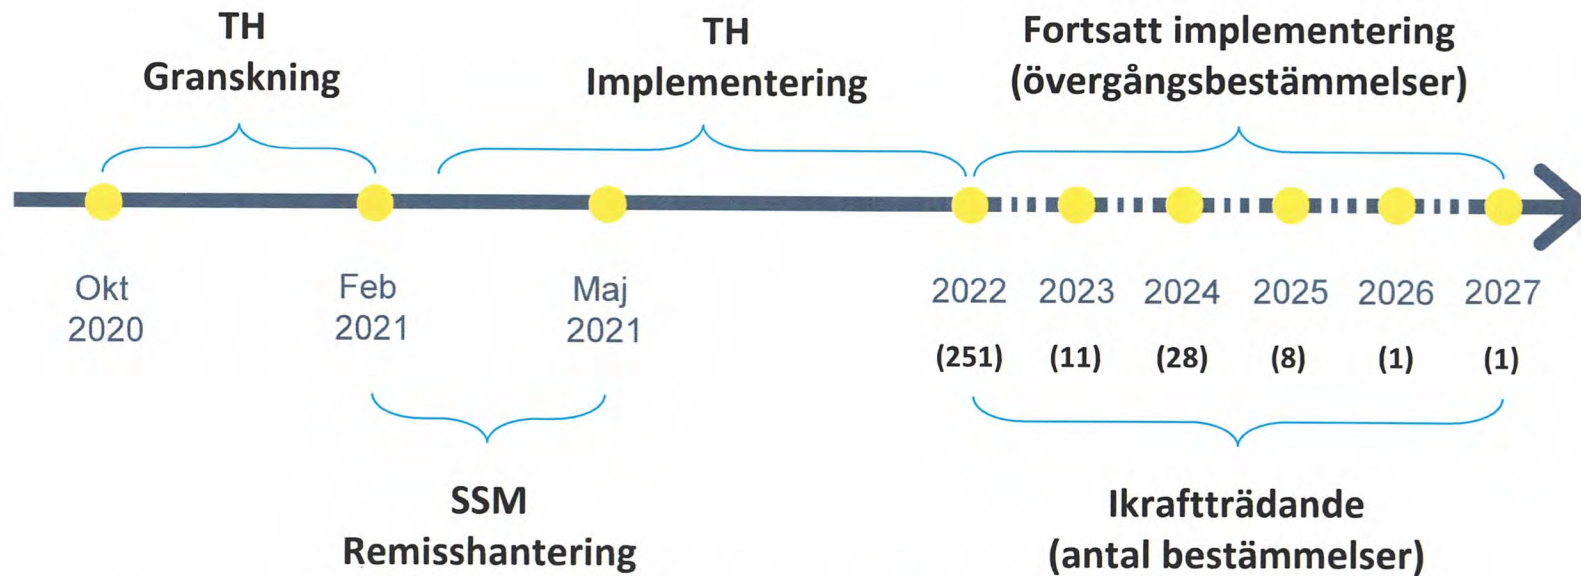 TH
Granskning
TH
Implementering
Fortsatt implementering
(övergångsbestämmelser)
Okt
2020
Feb
2021
Maj
2021
2022 2023 2024 2025 2026 2027
(251) (11) (28) (8) (1) (1)
SSM
Remisshantering
Ikraftträdande
(antal bestämmelser)